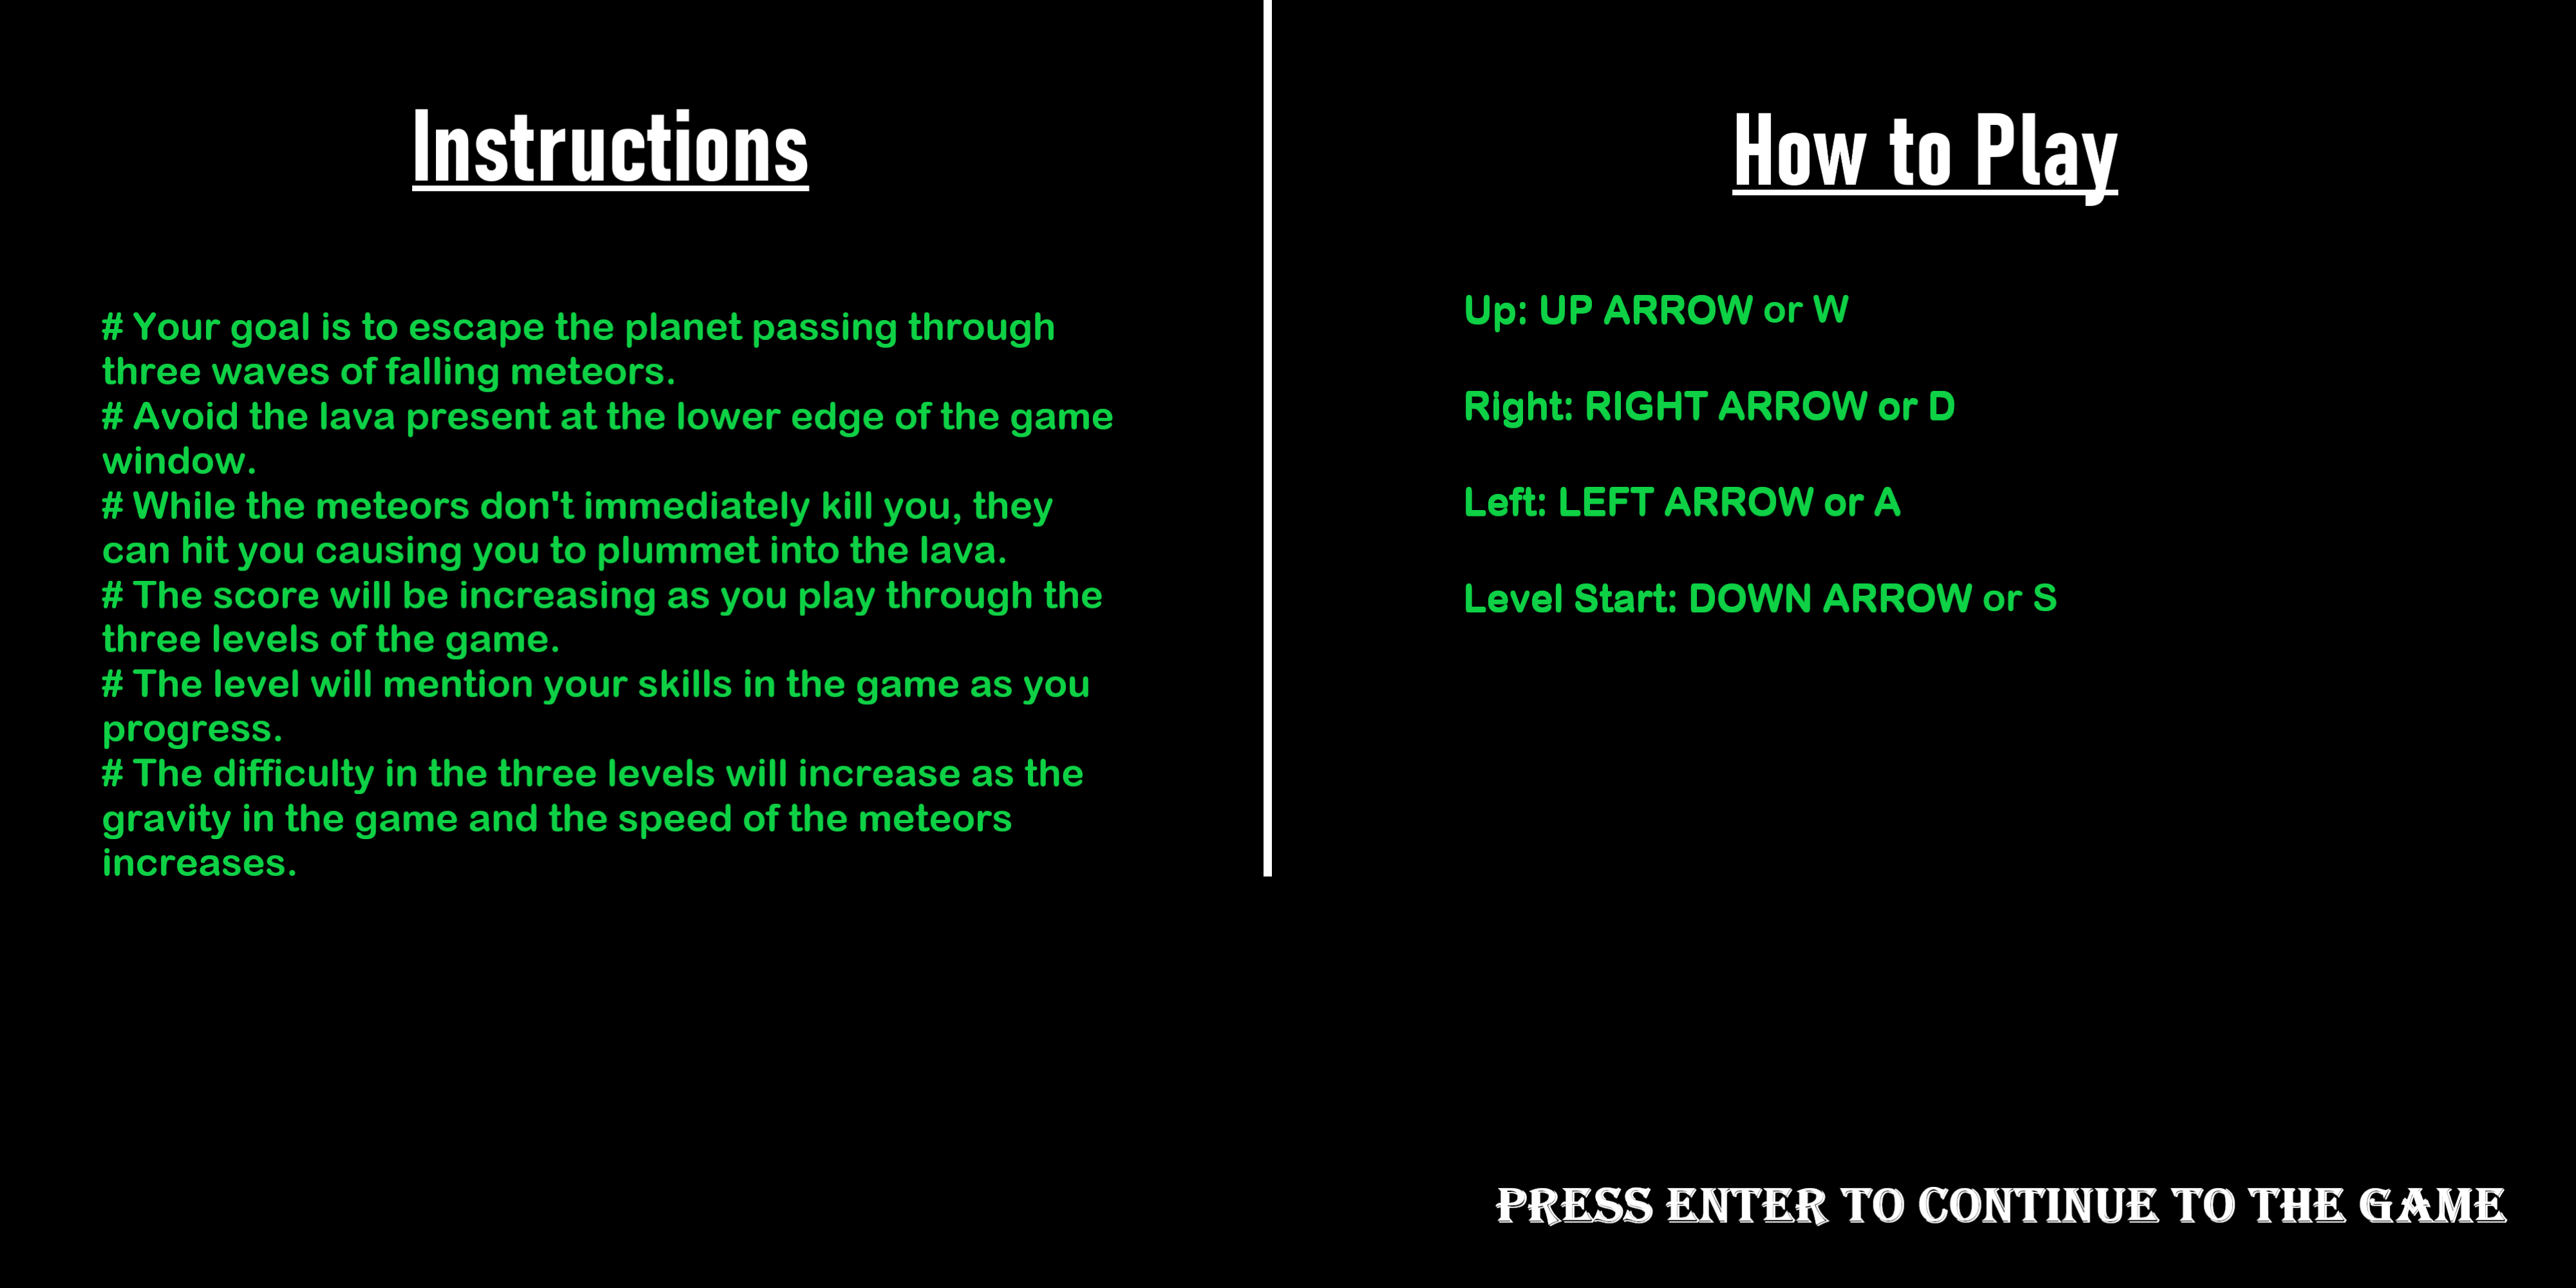 Instructions
# Your goal is to escape the planet passing through
three waves of falling meteors.
# Avoid the lava present at the lower edge of the game
window.
# While the meteors don't immediately kill you, they
can hit you causing you to plummet into the lava.
# The score will be increasing as you play through the
three levels of the game.
# The level will mention your skills in the game as you
progress.
# The difficulty in the three levels will increase as the
gravity in the game and the speed of the meteors
increases.
How to Play
Up: UP ARROW or W
Right: RIGHT ARROW or D
Left: LEFT ARROW or A
Level Start: DOWN ARROW or S
PRESS ENTER TO CONTINUE TO THE GAME